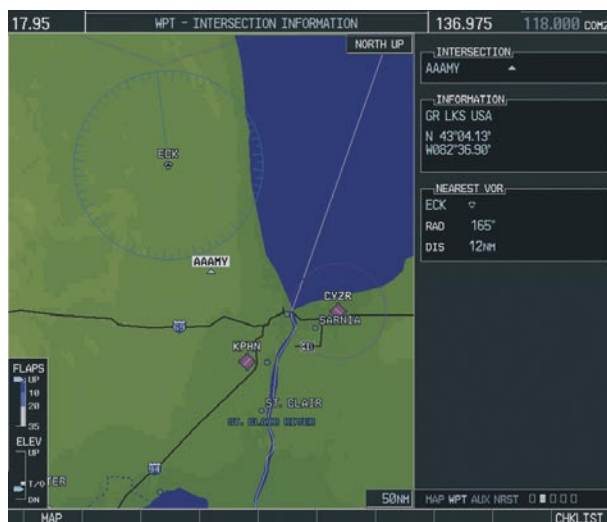 17.95 WPT - INTERSECTION INFORMATION 136.975 118.000 COM2
NORTH UP
INTERSECTION
AAAMY
INFORMATION
GR LKS USA
N 43°04.13'
W082°36.90'
NEAREST VOR
ECK
RAD 165°
DIS 12NM
ECK
AAAMY
CYZR
SARNIA
KPHN
ST. CLAIR
ST. CLAIR RIVER
94
FLAPS
UP
10
20
35
ELEV
UP
T/O
DN
TER
50NM
MAP WPT AUX NRST
MAP CHKLIST